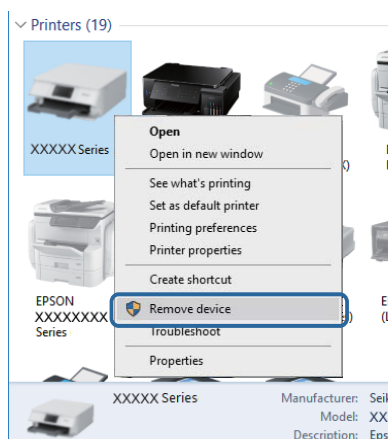 Printers (19)
XXXXX Series
Open
Open in new window
See what's printing
Set as default printer
Printing preferences
Printer properties
Create shortcut
Remove device
Troubleshoot
Properties
EPSON
XXXXXXXX
Series
XXXXX Series
Manufacturer:
Model: XX
Description: